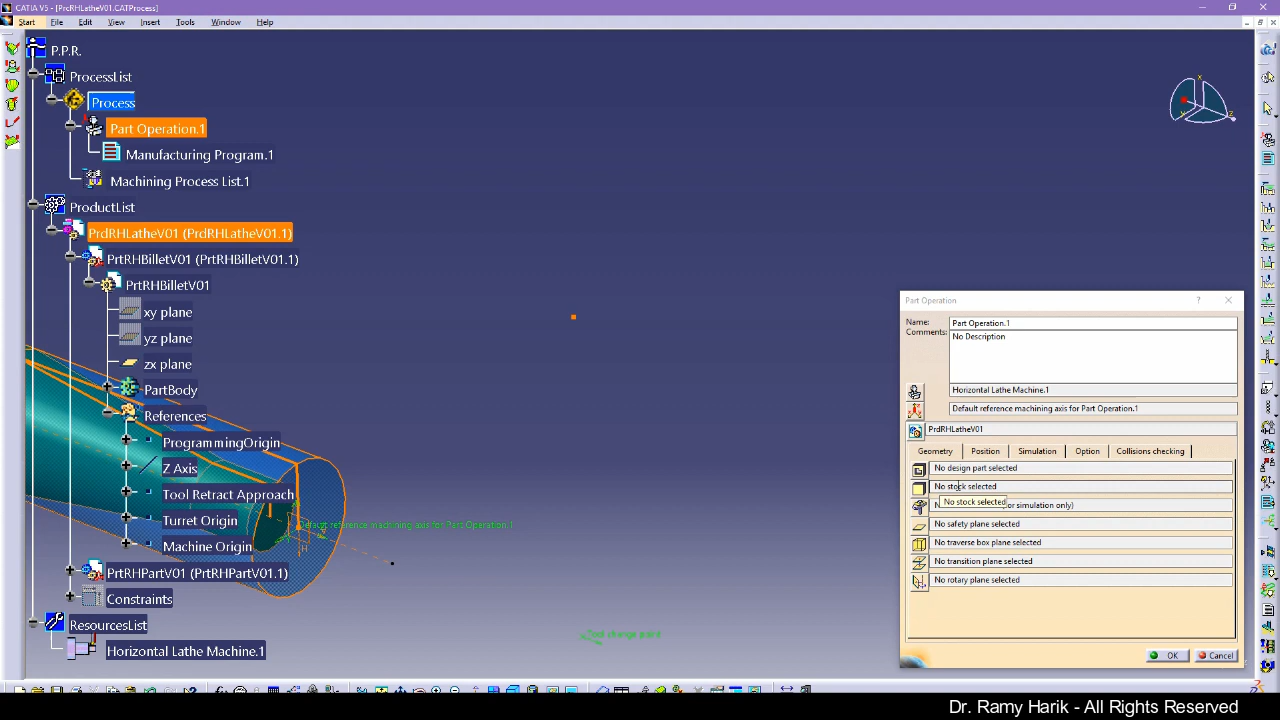 CATIA V5 - [PrcRHLatheV01.CATProcess]
Start File Edit View Insert Tools Window Help
P.P.R.
ProcessList
Process
Part Operation.1
Manufacturing Program.1
Machining Process List.1
ProductList
PrdRHLatheV01 (PrdRHLatheV01.1)
PrtRHBilletV01 (PrtRHBilletV01.1)
PrtRHBilletV01
xy plane
yz plane
zx plane
PartBody
References
ProgrammingOrigin
Z Axis
Tool Retract Approach
Turret Origin
Machine Origin
PrtRHPartV01 (PrtRHPartV01.1)
Constraints
ResourcesList
Horizontal Lathe Machine.1
Default reference machining axis for Part Operation.1
Tool change point
Part Operation
Name: Part Operation.1
Comments: No Description
Horizontal Lathe Machine.1
Default reference machining axis for Part Operation.1
PrdRHLatheV01
Geometry Position Simulation Option Collisions checking
No design part selected
No stock selected
No stock selected
or simulation only)
No safety plane selected
No traverse box plane selected
No transition plane selected
No rotary plane selected
OK Cancel
Dr. Ramy Harik - All Rights Reserved